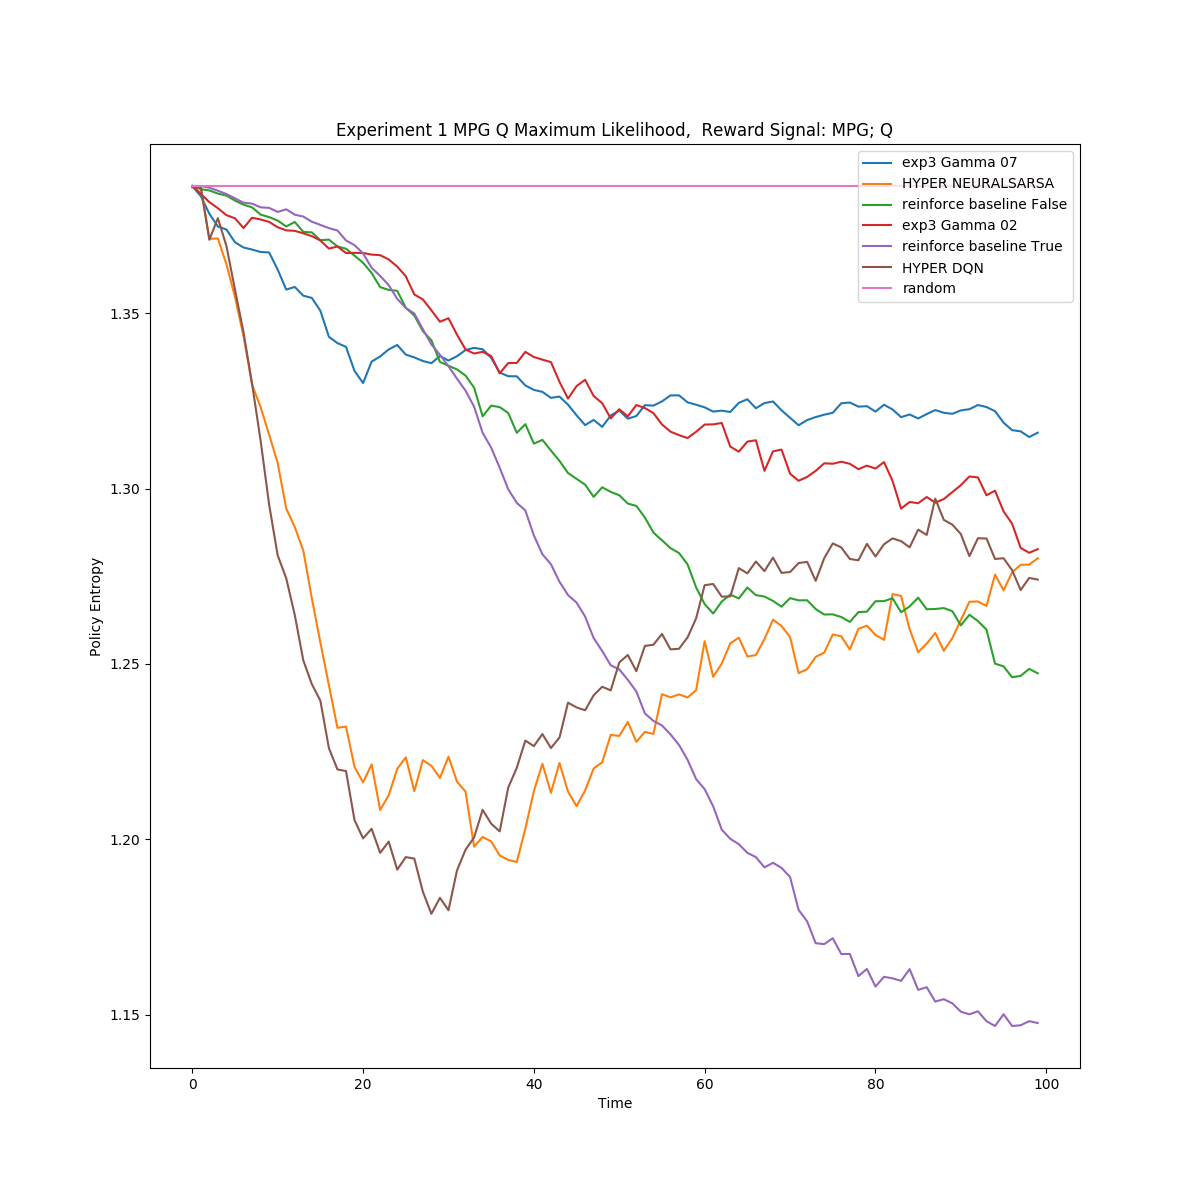 Experiment 1 MPG Q Maximum Likelihood,  Reward Signal: MPG; Q
exp3 Gamma 07
HYPER NEURALSARSA
reinforce baseline False
exp3 Gamma 02
reinforce baseline True
HYPER DQN
random
Policy Entropy
1.35
1.30
1.25
1.20
1.15
0
20
40
60
80
100
Time